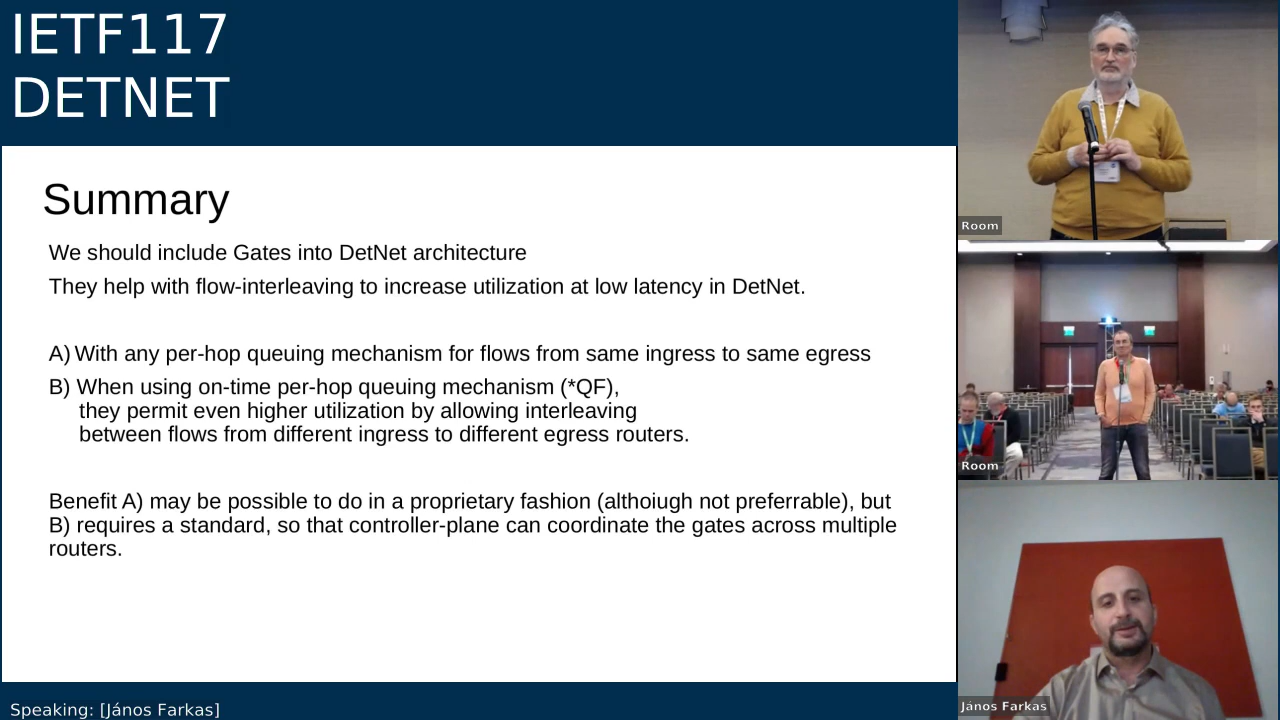 IETF117
DETNET
Summary
We should include Gates into DetNet architecture
They help with flow-interleaving to increase utilization at low latency in DetNet.
A) With any per-hop queuing mechanism for flows from same ingress to same egress
B) When using on-time per-hop queuing mechanism (*QF),
they permit even higher utilization by allowing interleaving
between flows from different ingress to different egress routers.
Benefit A) may be possible to do in a proprietary fashion (althoiugh not preferrable), but
B) requires a standard, so that controller-plane can coordinate the gates across multiple
routers.
Speaking: [János Farkas]
Room
Room
János Farkas